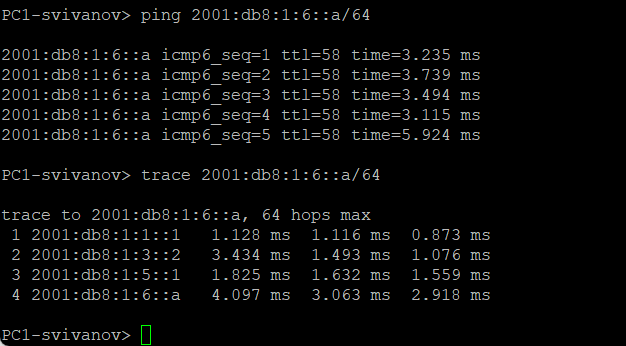 PC1-svivanov> ping 2001:db8:1:6::a/64
2001:db8:1:6::a icmp6_seq=1 ttl=58 time=3.235 ms
2001:db8:1:6::a icmp6_seq=2 ttl=58 time=3.739 ms
2001:db8:1:6::a icmp6_seq=3 ttl=58 time=3.494 ms
2001:db8:1:6::a icmp6_seq=4 ttl=58 time=3.115 ms
2001:db8:1:6::a icmp6_seq=5 ttl=58 time=5.924 ms
PC1-svivanov> trace 2001:db8:1:6::a/64
trace to 2001:db8:1:6::a, 64 hops max
1 2001:db8:1:1::1   1.128 ms  1.116 ms  0.873 ms
2 2001:db8:1:3::2   3.434 ms  1.493 ms  1.076 ms
3 2001:db8:1:5::1   1.825 ms  1.632 ms  1.559 ms
4 2001:db8:1:6::a   4.097 ms  3.063 ms  2.918 ms
PC1-svivanov>